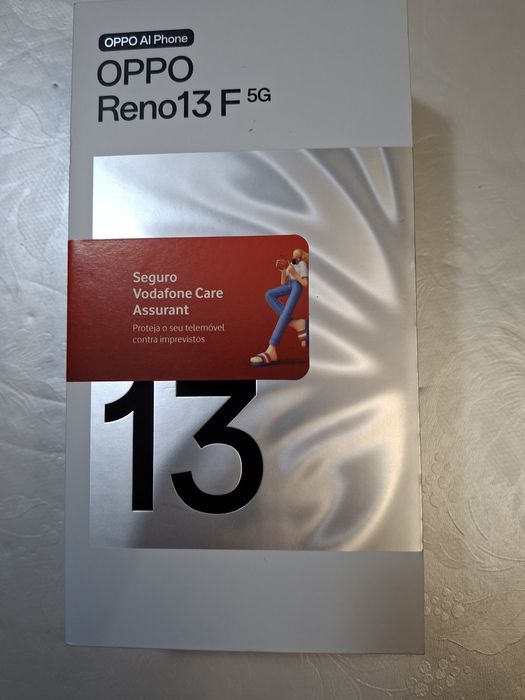 OPPO AI Phone
OPPO
Reno13 F 5G
Seguro
Vodafone Care
Assurant
Proteja o seu telemóvel
contra imprevistos
13